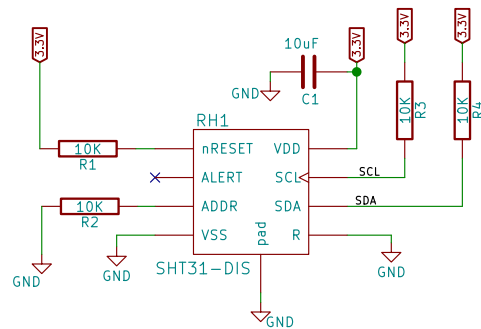 3.3V
3.3V
3.3V
3.3V
10uF
GND
C1
10K
R3
10K
R4
RH1
10K
R1
nRESET
VDD
ALERT
SCL
SCL
10K
R2
ADDR
SDA
SDA
VSS
pad
R
GND
GND
GND
SHT31-DIS
GND